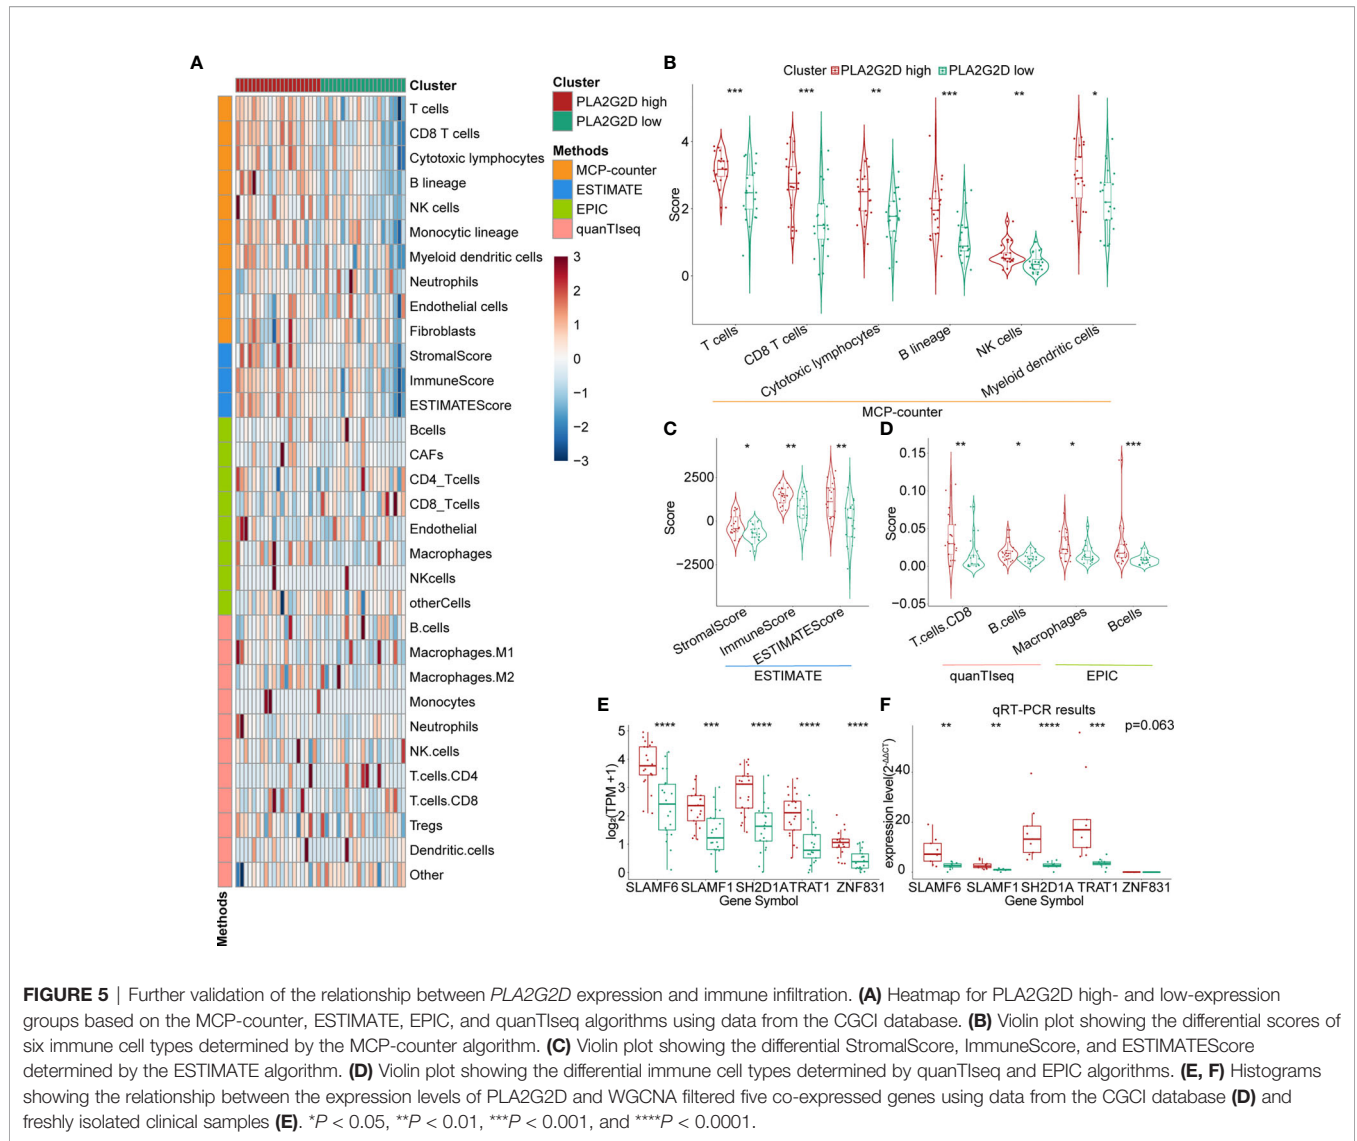 A
Cluster
T cells
CD8 T cells
Cytotoxic lymphocytes
B lineage
NK cells
Monocytic lineage
Myeloid dendritic cells
Neutrophils
Endothelial cells
Fibroblasts
StromalScore
ImmuneScore
ESTIMATEScore
Bcells
CAFs
CD4_Tcells
CD8_Tcells
Endothelial
Macrophages
NKcells
otherCells
B.cells
Macrophages.M1
Macrophages.M2
Monocytes
Neutrophils
NK.cells
T.cells.CD4
T.cells.CD8
Tregs
Dendritic.cells
Other
Methods
Cluster
PLA2G2D high
PLA2G2D low
Methods
MCP-counter
ESTIMATE
EPIC
quanTIseq
3
2
1
0
−1
−2
−3
B
Cluster PLA2G2D high PLA2G2D low
*** *** ** *** ** *
Score
4
2
0
T cells
CD8 T cells
Cytotoxic lymphocytes
B lineage
NK cells
Myeloid dendritic cells
MCP-counter
C
* ** **
Score
2500
0
−2500
StromalScore
ImmuneScore
ESTIMATEScore
ESTIMATE
D
** * * ***
Score
0.15
0.10
0.05
0.00
−0.05
T.cells.CD8
B.cells
Macrophages
Bcells
quanTIseq
EPIC
E
**** *** **** **** ****
log₂(TPM +1)
5
4
3
2
1
0
SLAMF6 SLAMF1 SH2D1A TRAT1 ZNF831
Gene Symbol
F
qRT-PCR results
** ** **** *** p=0.063
expression level(2^-ΔΔCT)
40
20
0
SLAMF6 SLAMF1 SH2D1A TRAT1 ZNF831
Gene Symbol
FIGURE 5 | Further validation of the relationship between PLA2G2D expression and immune infiltration. (A) Heatmap for PLA2G2D high- and low-expression
groups based on the MCP-counter, ESTIMATE, EPIC, and quanTIseq algorithms using data from the CGCI database. (B) Violin plot showing the differential scores of
six immune cell types determined by the MCP-counter algorithm. (C) Violin plot showing the differential StromalScore, ImmuneScore, and ESTIMATEScore
determined by the ESTIMATE algorithm. (D) Violin plot showing the differential immune cell types determined by quanTIseq and EPIC algorithms. (E, F) Histograms
showing the relationship between the expression levels of PLA2G2D and WGCNA filtered five co-expressed genes using data from the CGCI database (D) and
freshly isolated clinical samples (E). *P < 0.05, **P < 0.01, ***P < 0.001, and ****P < 0.0001.